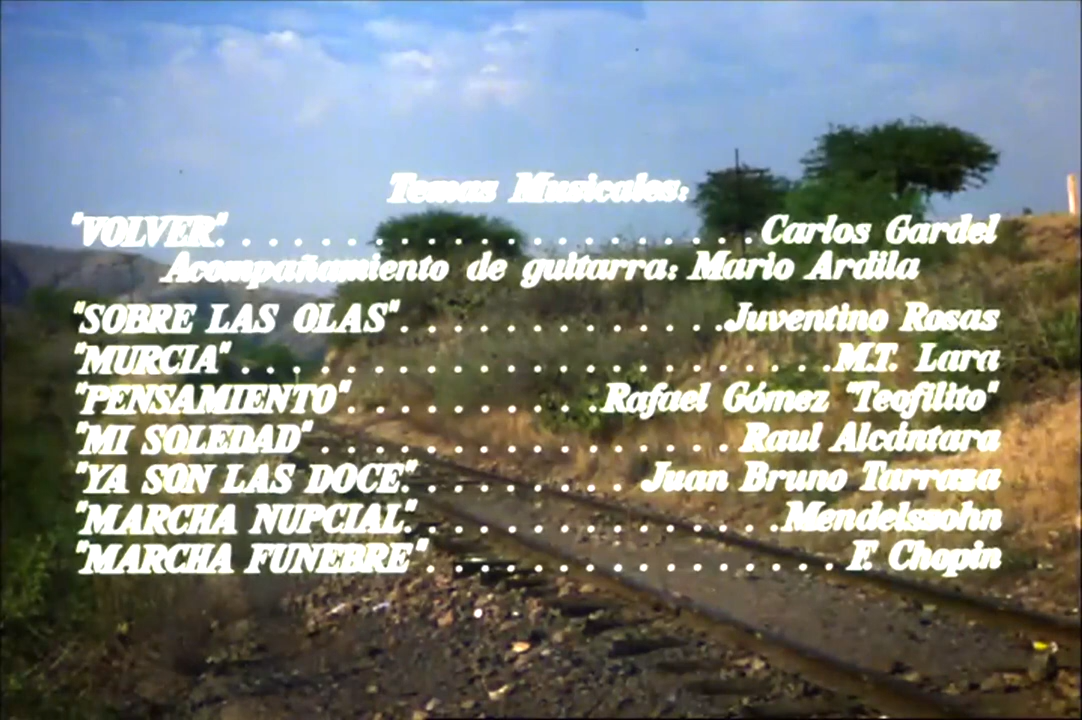 Temas Musicales:
"VOLVER". . . . . . . . . . . . . . . . . . . . .Carlos Gardel
Acompañamiento de guitarra: Mario Ardila
"SOBRE LAS OLAS". . . . . . . . . . . . .Juventino Rosas
"MURCIA" . . . . . . . . . . . . . . . . . . . . . . .M.T. Lara
"PENSAMIENTO". . . . . . . . . .Rafael Gómez "Teofilito"
"MI SOLEDAD" . . . . . . . . . . . . . . . . Raul Alcántara
"YA SON LAS DOCE". . . . . . . . . Juan Bruno Tarraza
"MARCHA NUPCIAL". . . . . . . . . . . . . . .Mendelssohn
"MARCHA FUNEBRE". . . . . . . . . . . . . . . . F. Chopin